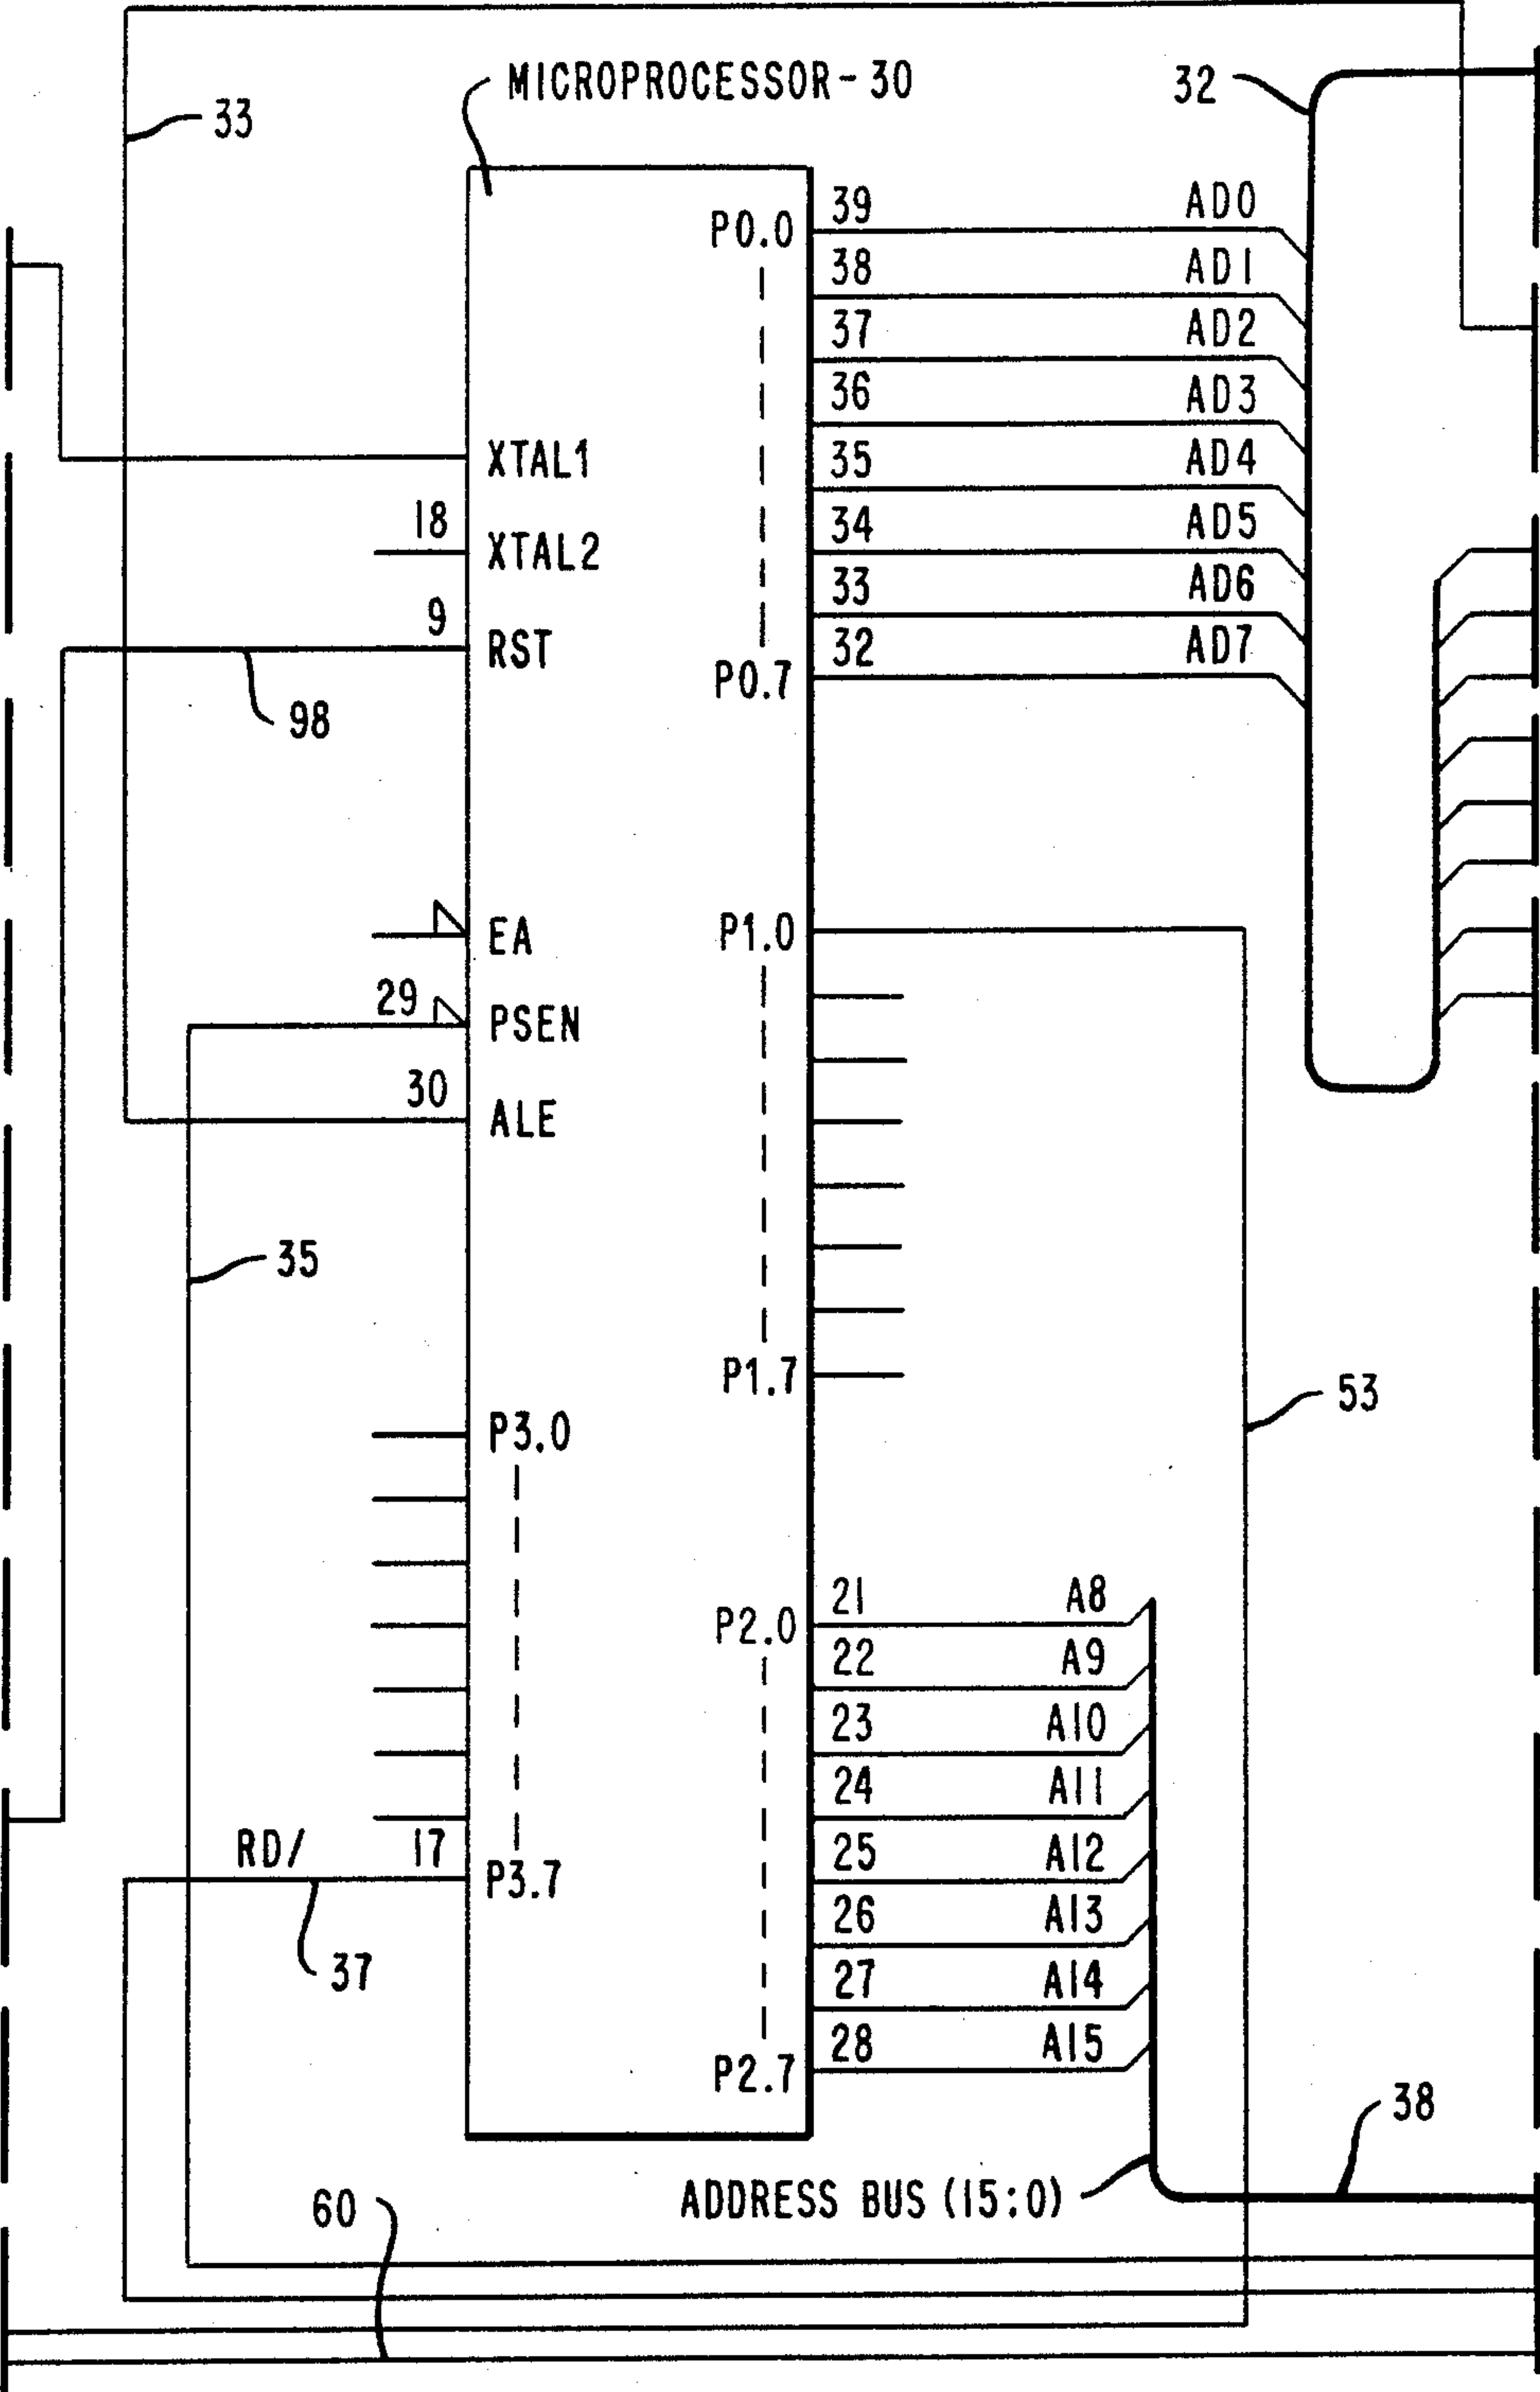 MICROPROCESSOR-30
32
33
39 AD0
P0.0
38 AD1
37 AD2
36 AD3
35 AD4
XTAL1
34 AD5
18
XTAL2
33 AD6
9
RST
32 AD7
P0.7
98
P1.0
EA
29
PSEN
30
ALE
35
P1.7
53
P3.0
21 A8
P2.0
22 A9
23 A10
24 A11
RD/ 17
P3.7
25 A12
26 A13
37
27 A14
28 A15
P2.7
38
60
ADDRESS BUS (15:0)